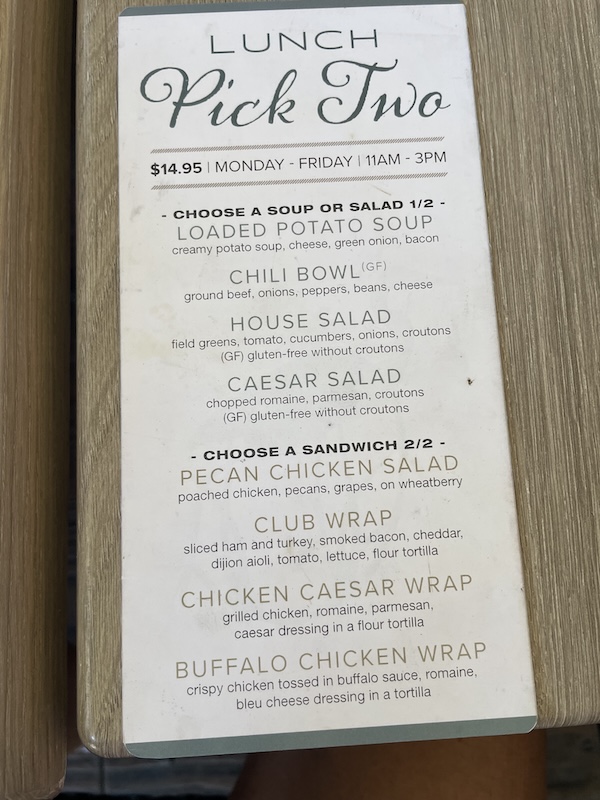 LUNCH
Pick Two
$14.95 | MONDAY - FRIDAY | 11AM - 3PM
- CHOOSE A SOUP OR SALAD 1/2 -
LOADED POTATO SOUP
creamy potato soup, cheese, green onion, bacon
CHILI BOWL (GF)
ground beef, onions, peppers, beans, cheese
HOUSE SALAD
field greens, tomato, cucumbers, onions, croutons
(GF) gluten-free without croutons
CAESAR SALAD
chopped romaine, parmesan, croutons
(GF) gluten-free without croutons
- CHOOSE A SANDWICH 2/2 -
PECAN CHICKEN SALAD
poached chicken, pecans, grapes, on wheatberry
CLUB WRAP
sliced ham and turkey, smoked bacon, cheddar,
dijion aioli, tomato, lettuce, flour tortilla
CHICKEN CAESAR WRAP
grilled chicken, romaine, parmesan,
caesar dressing in a flour tortilla
BUFFALO CHICKEN WRAP
crispy chicken tossed in buffalo sauce, romaine,
bleu cheese dressing in a tortilla